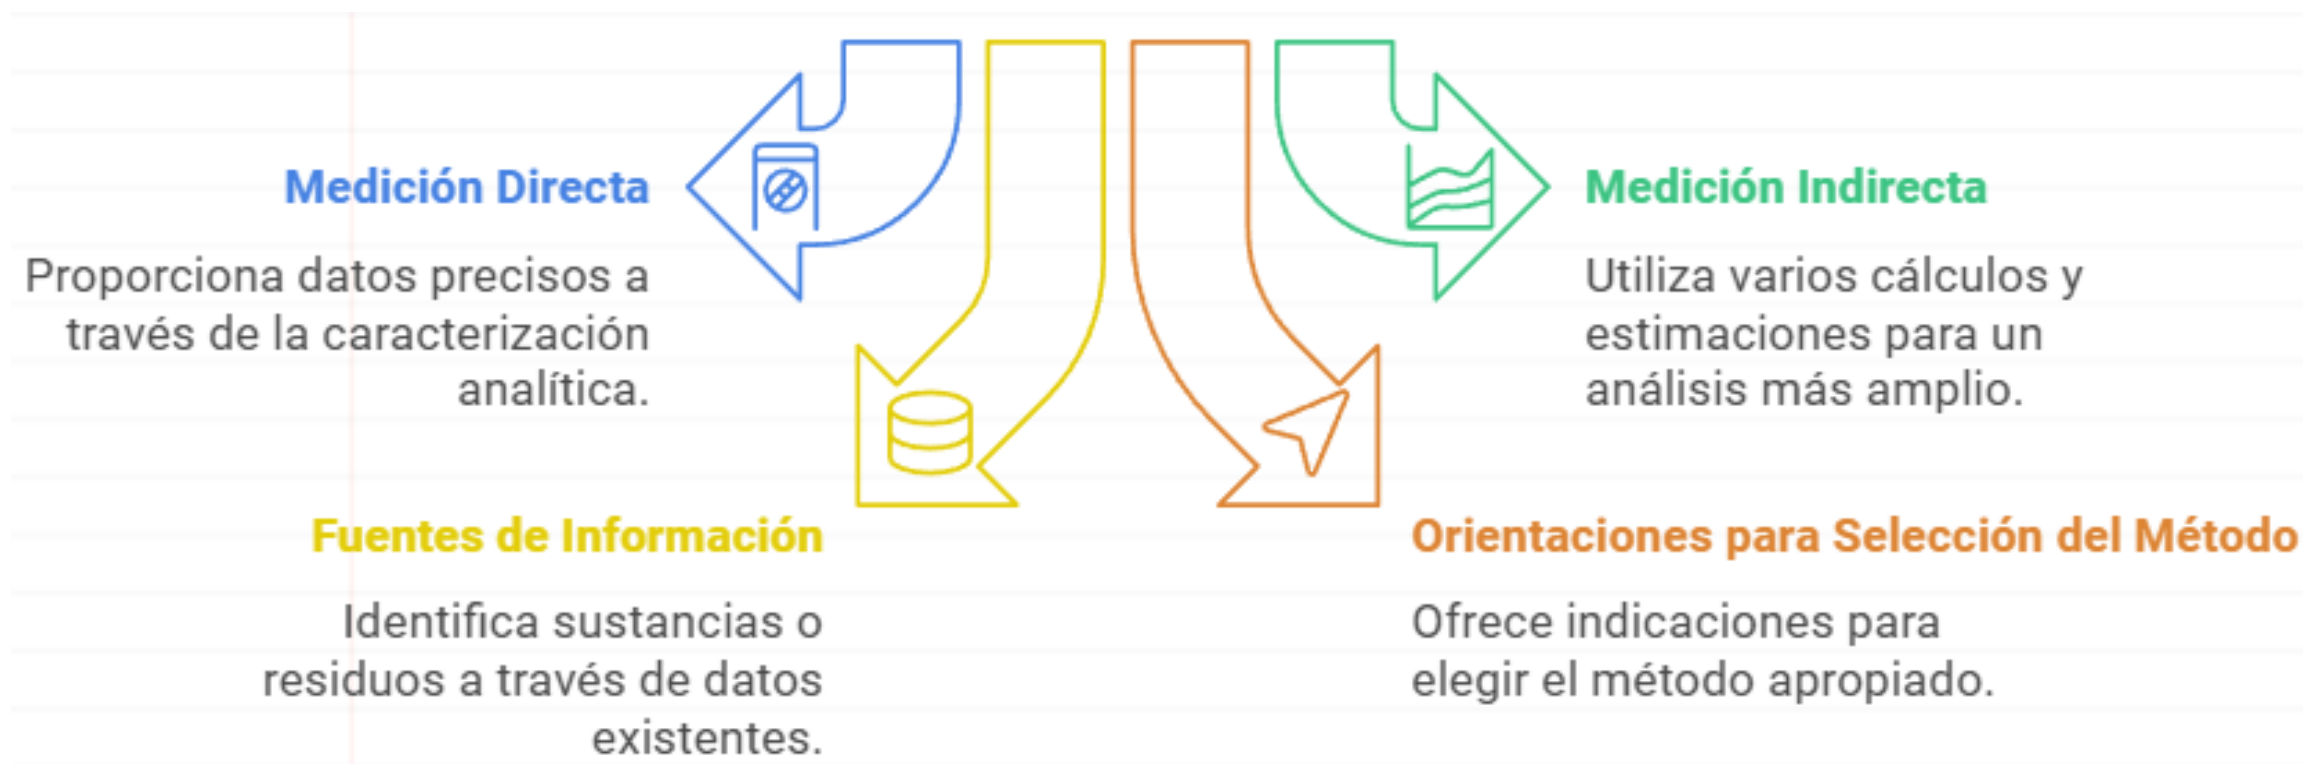 Medición Directa
Proporciona datos precisos a
través de la caracterización
analítica.
Medición Indirecta
Utiliza varios cálculos y
estimaciones para un
análisis más amplio.
Fuentes de Información
Identifica sustancias o
residuos a través de datos
existentes.
Orientaciones para Selección del Método
Ofrece indicaciones para
elegir el método apropiado.